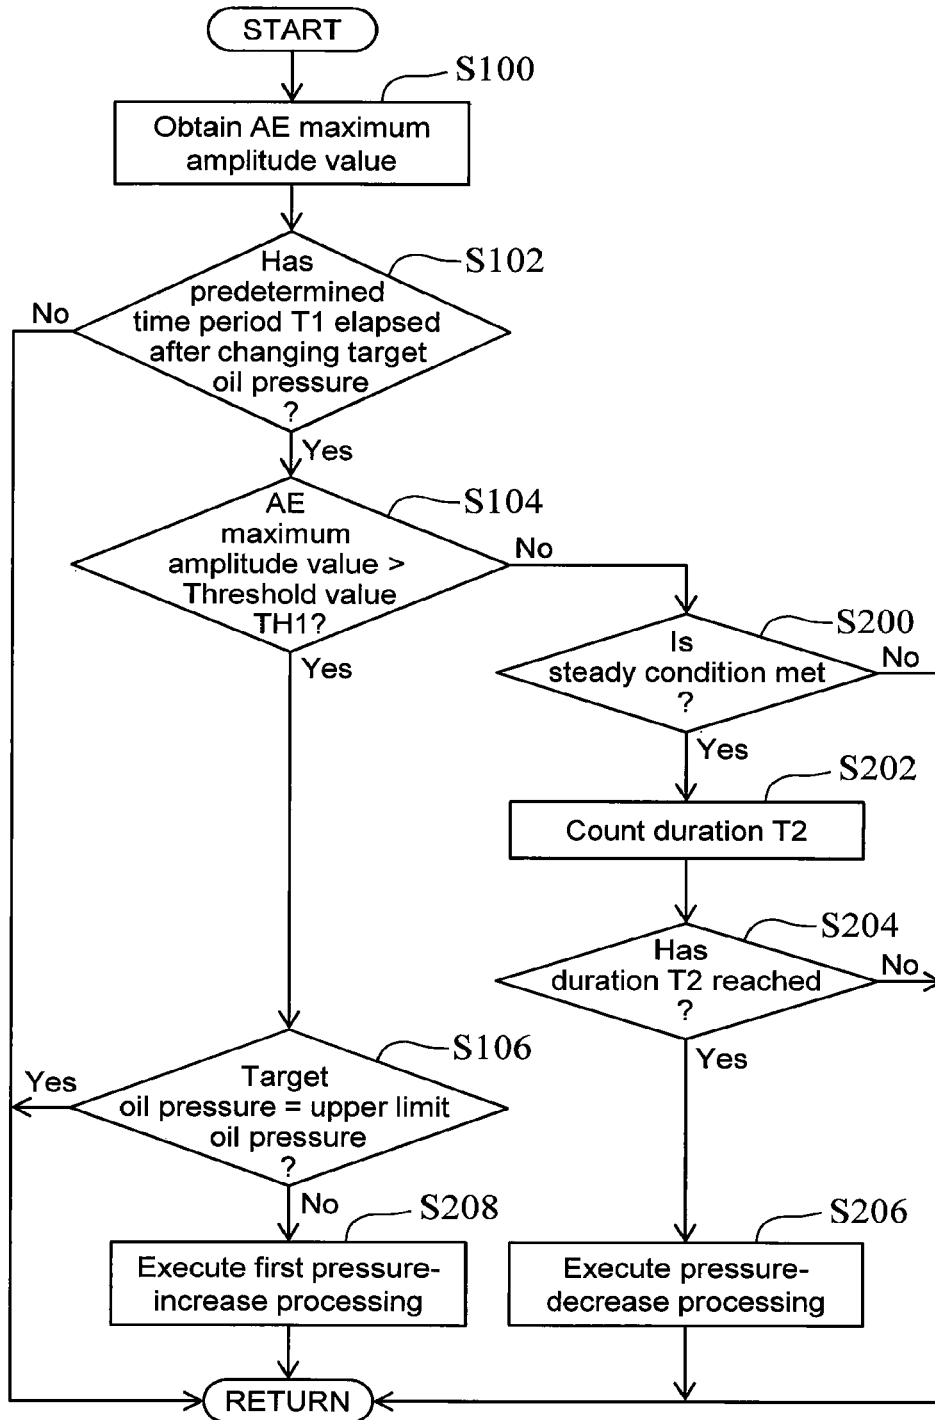 START
S100
Obtain AE maximum
amplitude value
S102
Has
predetermined
time period T1 elapsed
after changing target
oil pressure
?
No
Yes
S104
AE
maximum
amplitude value >
Threshold value
TH1?
No
Yes
S200
Is
steady condition met
?
No
Yes
S202
Count duration T2
S204
Has
duration T2 reached
?
No
Yes
S106
Target
oil pressure = upper limit
oil pressure
?
Yes
No
S208
Execute first pressure-
increase processing
S206
Execute pressure-
decrease processing
RETURN